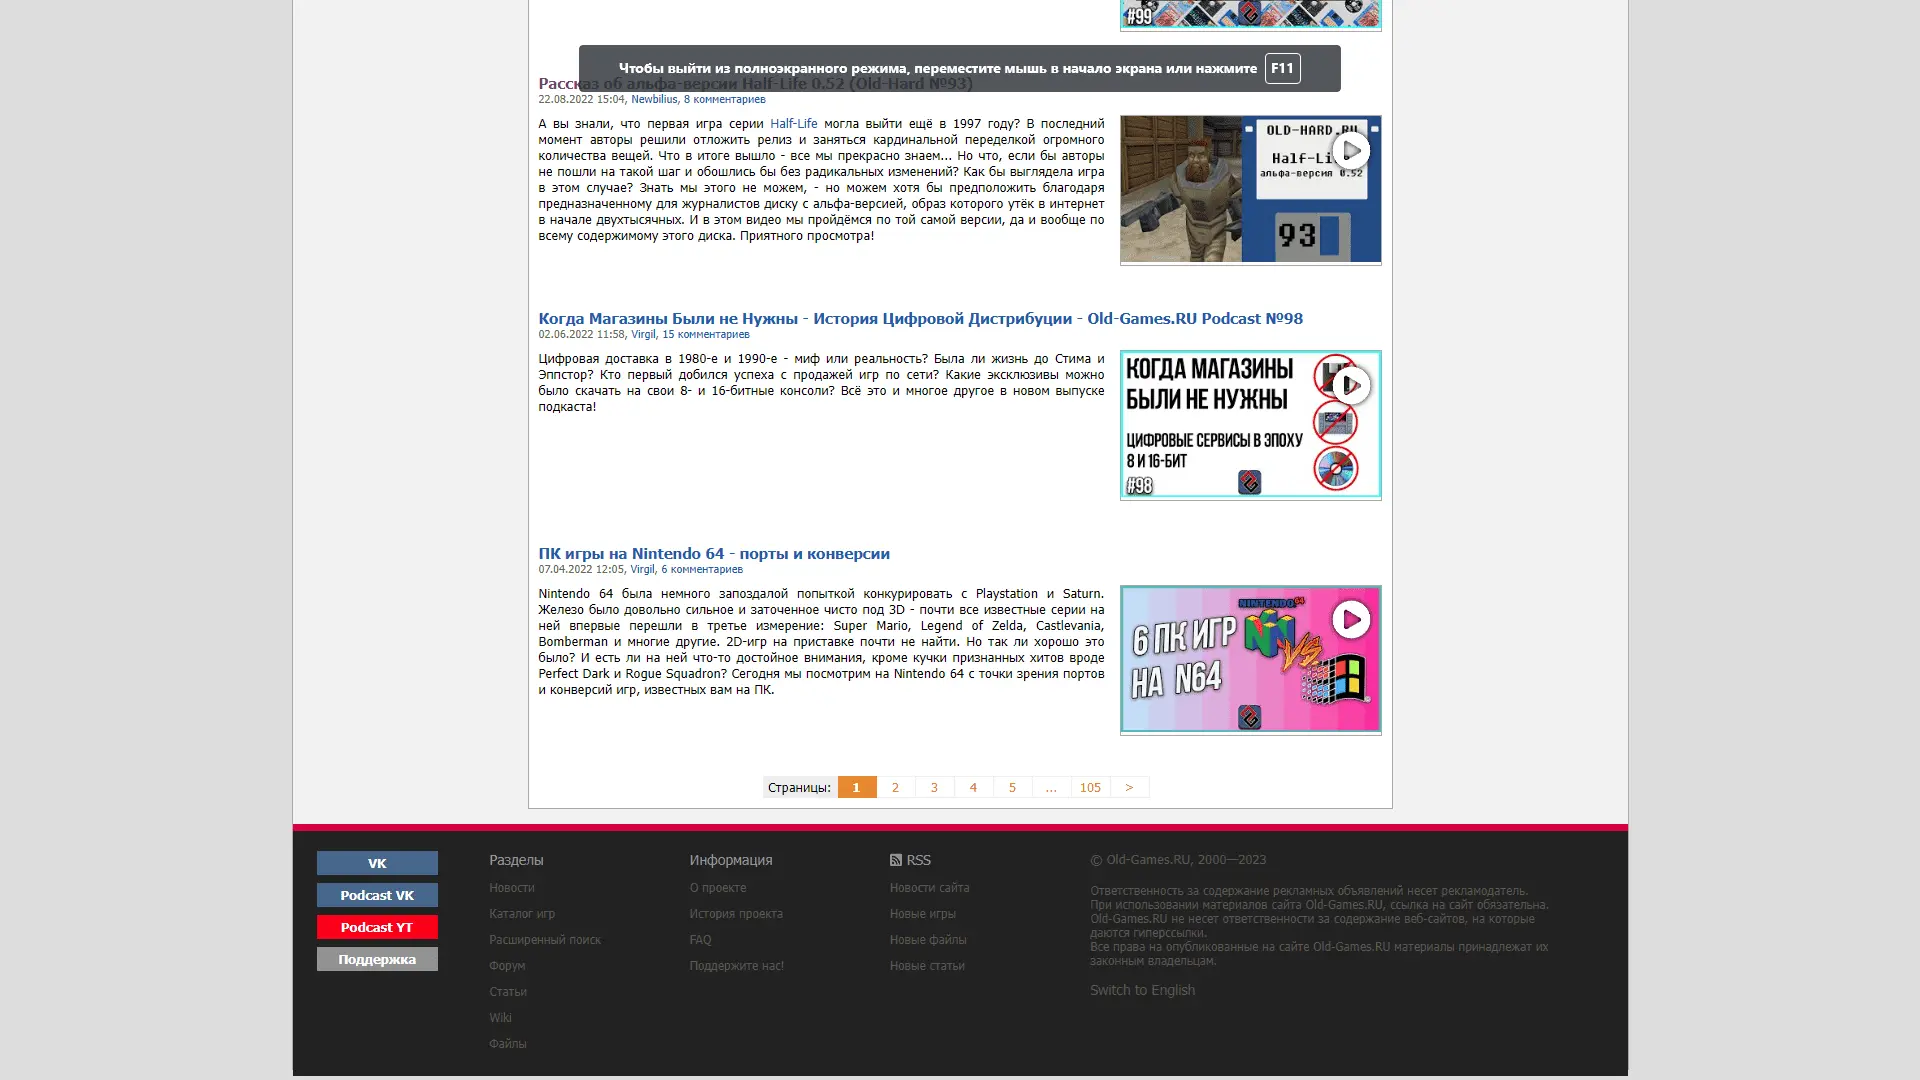 #99
Чтобы выйти из полноэкранного режима, переместите мышь в начало экрана или нажмите F11
Рассказ об альфа-версии Half-Life 0.52 (Old-Hard №93)
22.08.2022 15:04, Newbilius, 8 комментариев
А вы знали, что первая игра серии Half-Life могла выйти ещё в 1997 году? В последний
момент авторы решили отложить релиз и заняться кардинальной переделкой огромного
количества вещей. Что в итоге вышло - все мы прекрасно знаем... Но что, если бы авторы
не пошли на такой шаг и обошлись бы без радикальных изменений? Как бы выглядела игра
в этом случае? Знать мы этого не можем, - но можем хотя бы предположить благодаря
предназначенному для журналистов диску с альфа-версией, образ которого утёк в интернет
в начале двухтысячных. И в этом видео мы пройдёмся по той самой версии, да и вообще по
всему содержимому этого диска. Приятного просмотра!
OLD-HARD.RU
Half-Li
альфа-версия 0.52
93
Когда Магазины Были не Нужны - История Цифровой Дистрибуции - Old-Games.RU Podcast №98
02.06.2022 11:58, Virgil, 15 комментариев
Цифровая доставка в 1980-е и 1990-е - миф или реальность? Была ли жизнь до Стима и
Эппстор? Кто первый добился успеха с продажей игр по сети? Какие эксклюзивы можно
было скачать на свои 8- и 16-битные консоли? Всё это и многое другое в новом выпуске
подкаста!
КОГДА МАГАЗИНЫ
БЫЛИ НЕ НУЖНЫ
ЦИФРОВЫЕ СЕРВИСЫ В ЭПОХУ
8 И 16-БИТ
#98
ПК игры на Nintendo 64 - порты и конверсии
07.04.2022 12:05, Virgil, 6 комментариев
Nintendo 64 была немного запоздалой попыткой конкурировать с Playstation и Saturn.
Железо было довольно сильное и заточенное чисто под 3D - почти все известные серии на
ней впервые перешли в третье измерение: Super Mario, Legend of Zelda, Castlevania,
Bomberman и многие другие. 2D-игр на приставке почти не найти. Но так ли хорошо это
было? И есть ли на ней что-то достойное внимания, кроме кучки признанных хитов вроде
Perfect Dark и Rogue Squadron? Сегодня мы посмотрим на Nintendo 64 с точки зрения портов
и конверсий игр, известных вам на ПК.
NINTENDO 64
6 ПК ИГР
НА N64
VS
Страницы: 1 2 3 4 5 ... 105 >
VK
Podcast VK
Podcast YT
Поддержка
Разделы
Новости
Каталог игр
Расширенный поиск
Форум
Статьи
Wiki
Файлы
Информация
О проекте
История проекта
FAQ
Поддержите нас!
RSS
Новости сайта
Новые игры
Новые файлы
Новые статьи
© Old-Games.RU, 2000—2023
Ответственность за содержание рекламных объявлений несет рекламодатель.
При использовании материалов сайта Old-Games.RU, ссылка на сайт обязательна.
Old-Games.RU не несет ответственности за содержание веб-сайтов, на которые
даются гиперссылки.
Все права на опубликованные на сайте Old-Games.RU материалы принадлежат их
законным владельцам.
Switch to English